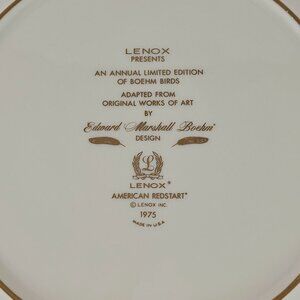 LENOX
PRESENTS
AN ANNUAL LIMITED EDITION
OF BOEHM BIRDS
ADAPTED FROM
ORIGINAL WORKS OF ART
BY
Edward Marshall Boehm
DESIGN
L
LENOX®
AMERICAN REDSTART
© LENOX INC.
1975
MADE IN U.S.A.